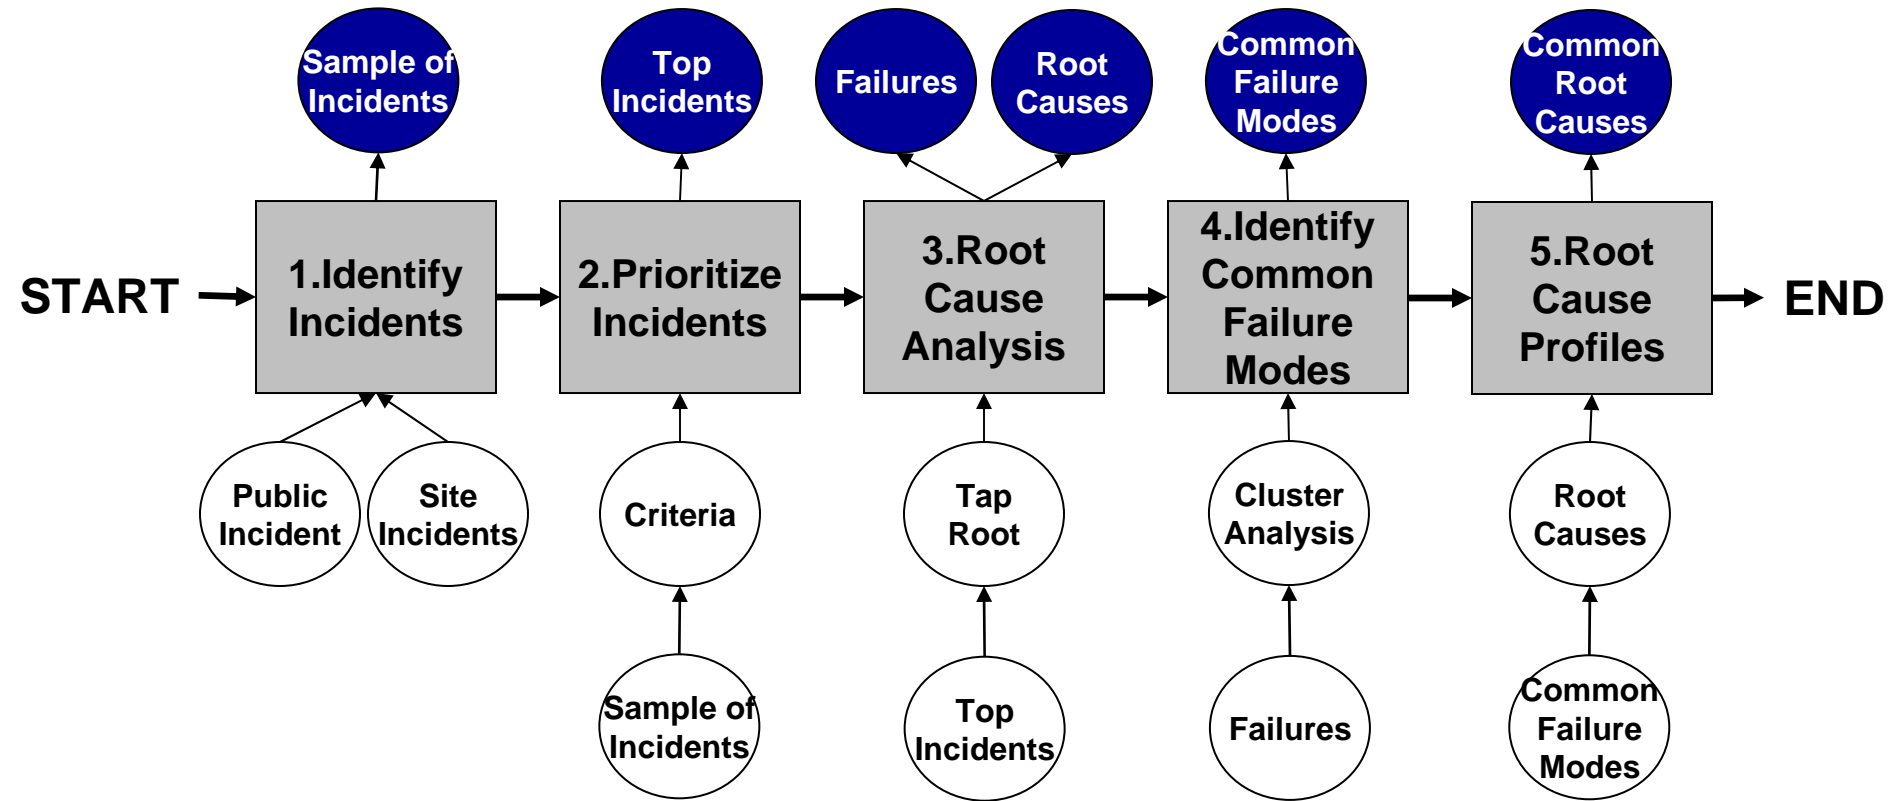 Sample of
Incidents
Top
Incidents
Failures
Root
Causes
Common
Failure
Modes
Common
Root
Causes
START
1.Identify
Incidents
2.Prioritize
Incidents
3.Root
Cause
Analysis
4.Identify
Common
Failure
Modes
5.Root
Cause
Profiles
END
Public
Incident
Site
Incidents
Criteria
Tap
Root
Cluster
Analysis
Root
Causes
Sample of
Incidents
Top
Incidents
Failures
Common
Failure
Modes